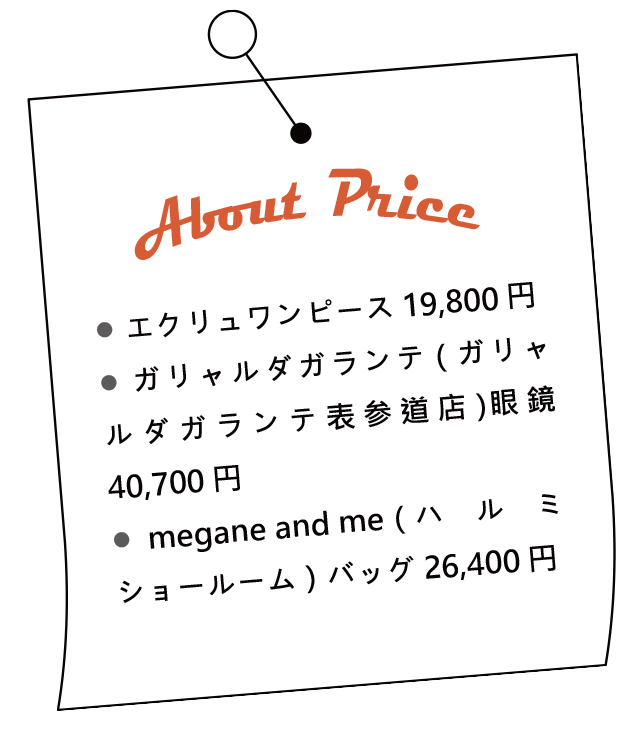 About Price
● エクリュワンピース 19,800 円
● ガリャルダガランテ ( ガリャ
ルダガランテ表参道店 )眼鏡
40,700 円
● megane and me ( ハルミ
ショールーム ) バッグ 26,400 円